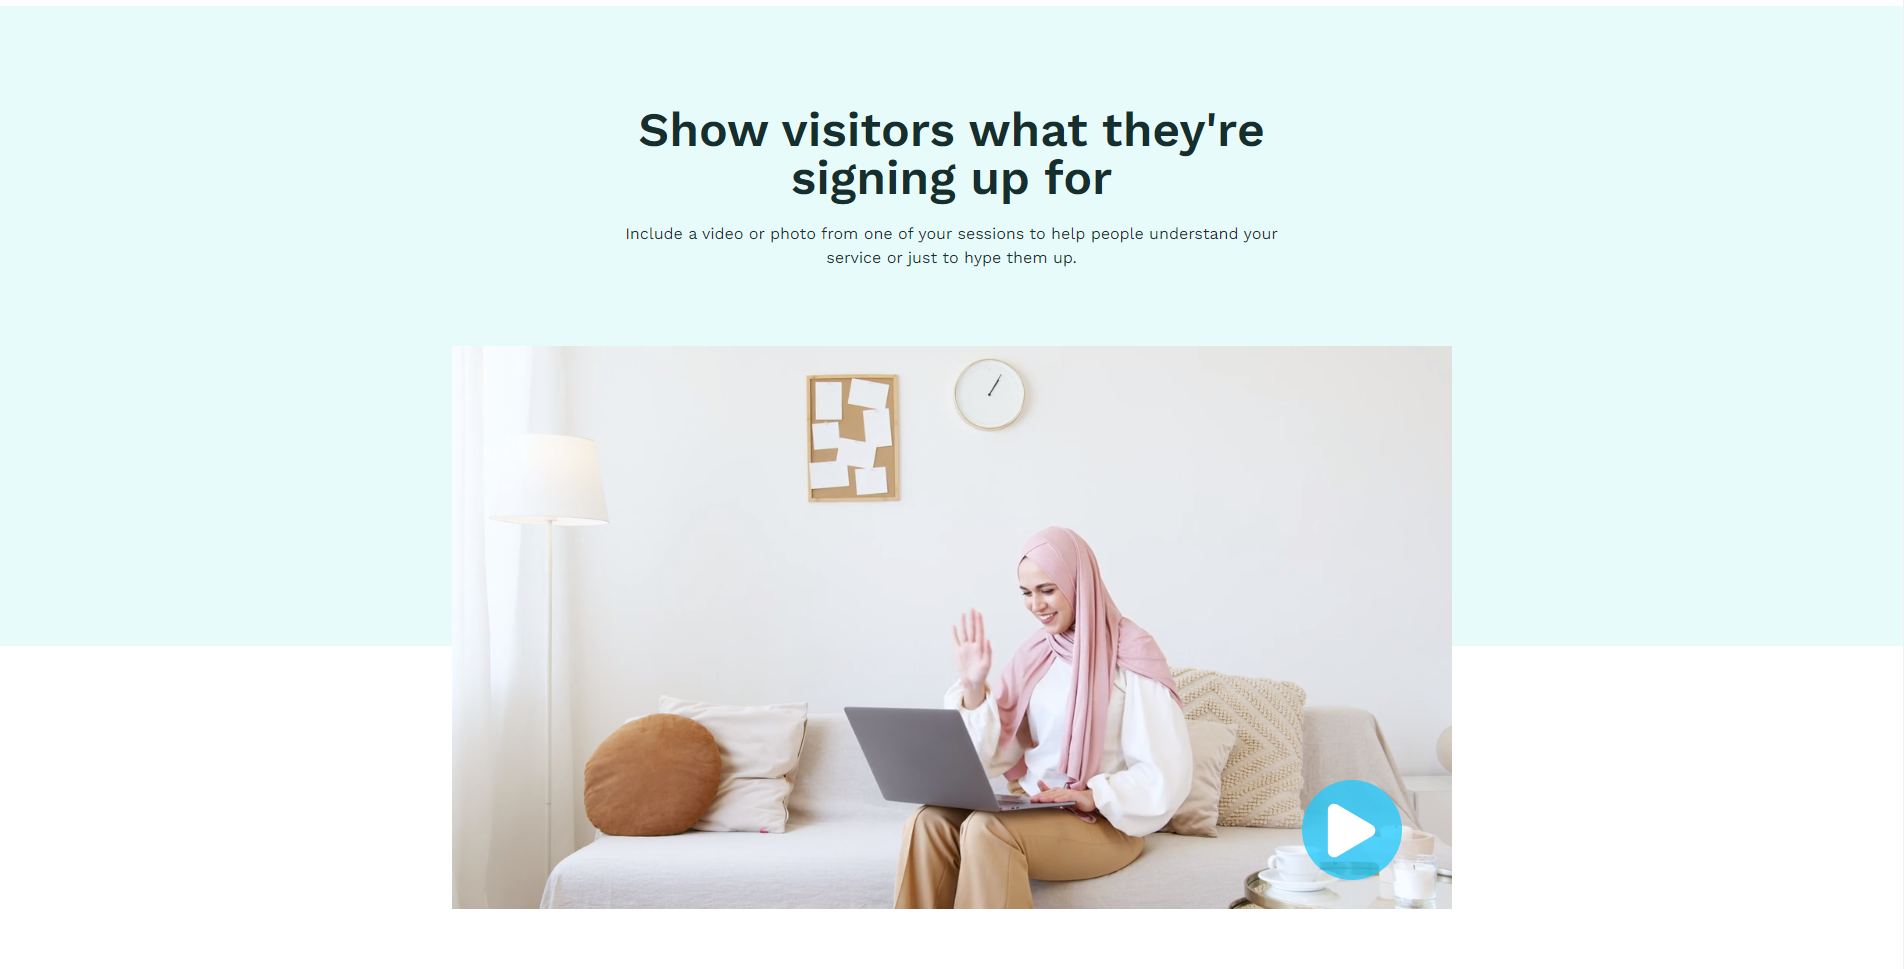 Show visitors what they're
signing up for
Include a video or photo from one of your sessions to help people understand your
service or just to hype them up.